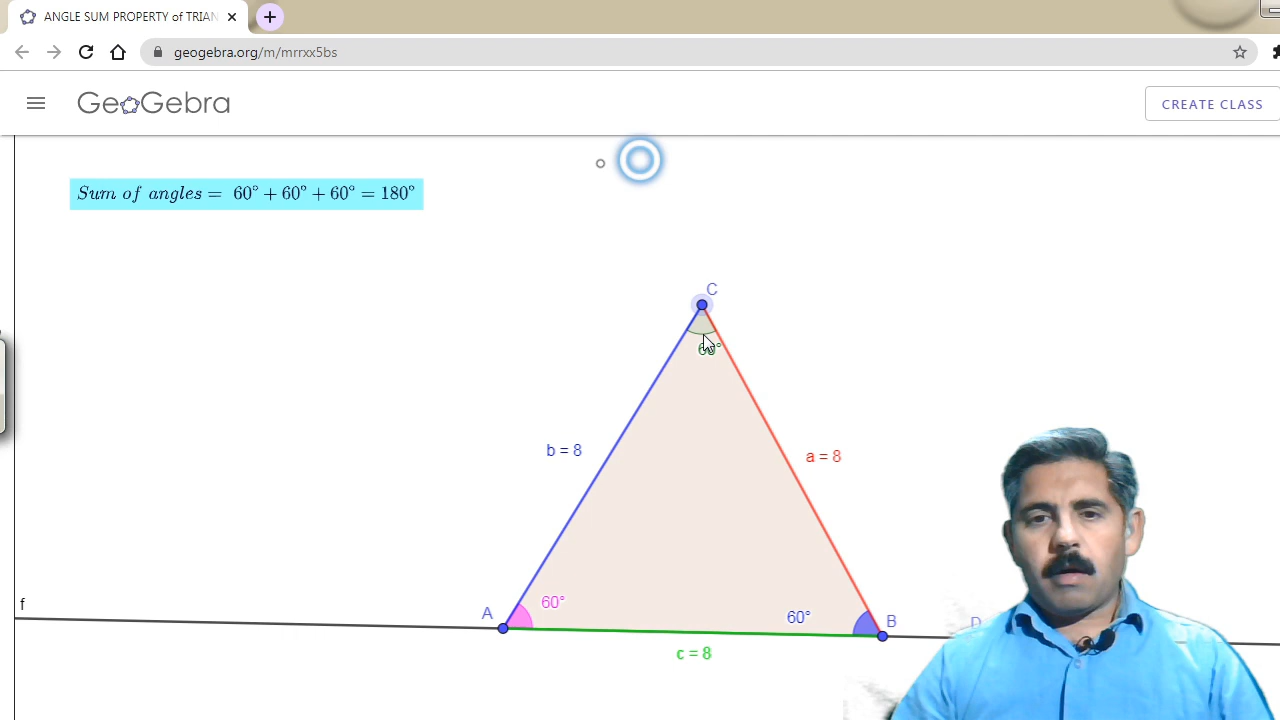 ANGLE SUM PROPERTY of TRIAN
geogebra.org/m/mrrxx5bs
GeoGebra
CREATE CLASS
Sum of angles = 60° + 60° + 60° = 180°
C
60°
b = 8
a = 8
f
A
60°
60°
B
D
c = 8